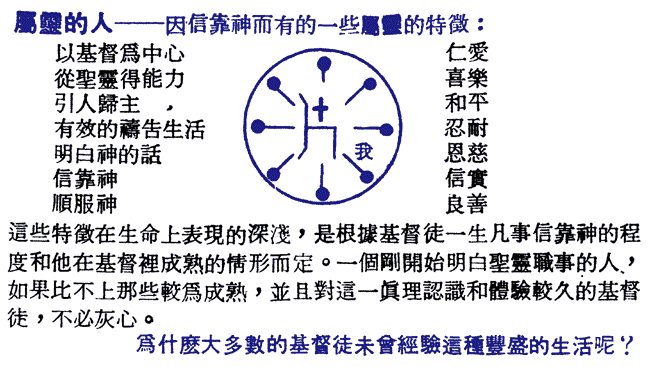 屬靈的人——因信靠神而有的一些屬靈的特徵：
以基督爲中心
從聖靈得能力
引人歸主
有效的禱告生活
明白神的話
信靠神
順服神
我
仁愛
喜樂
和平
忍耐
恩慈
信實
良善
這些特徵在生命上表現的深淺，是根據基督徒一生凡事信靠神的程
度和他在基督裡成熟的情形而定。一個剛開始明白聖靈職事的人，
如果比不上那些較爲成熟，並且對這一眞理認識和體驗較久的基督
徒，不必灰心。
爲什麽大多數的基督徒未曾經驗這種豐盛的生活呢？